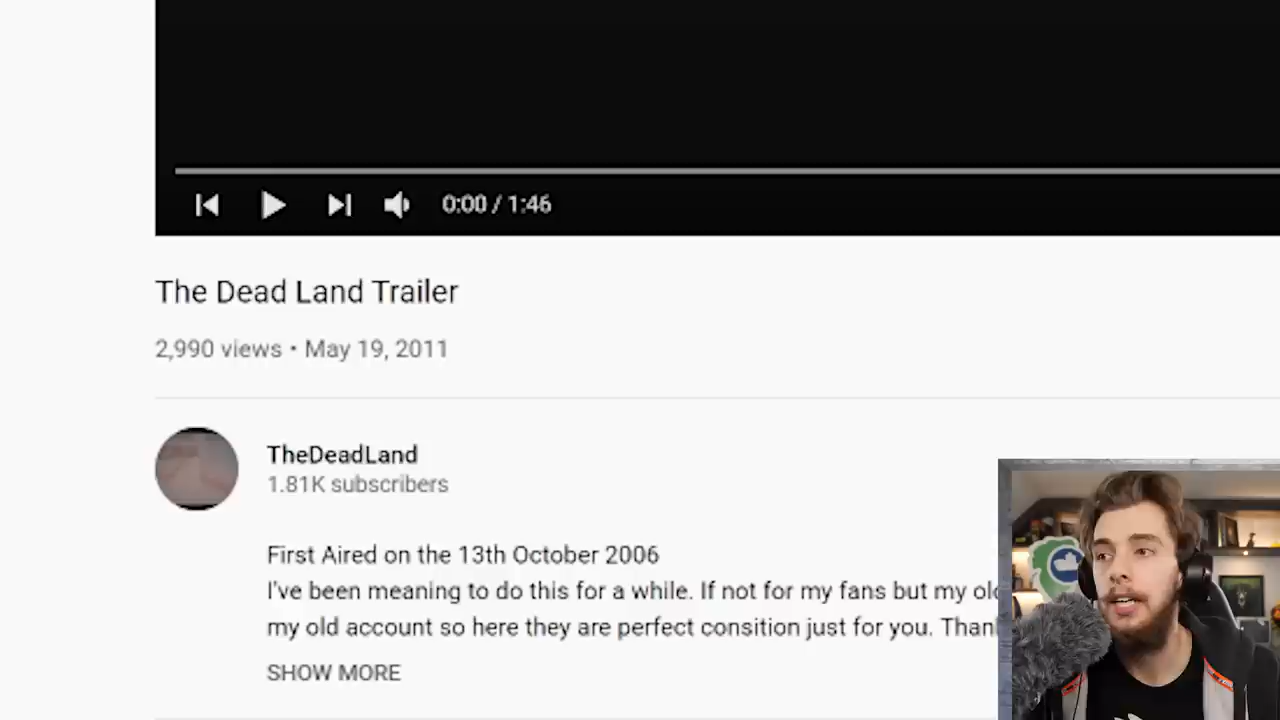 0:00 / 1:46
The Dead Land Trailer
2,990 views • May 19, 2011
TheDeadLand
1.81K subscribers
First Aired on the 13th October 2006
I've been meaning to do this for a while. If not for my fans but my
my old account so here they are perfect consition just for you.
SHOW MORE